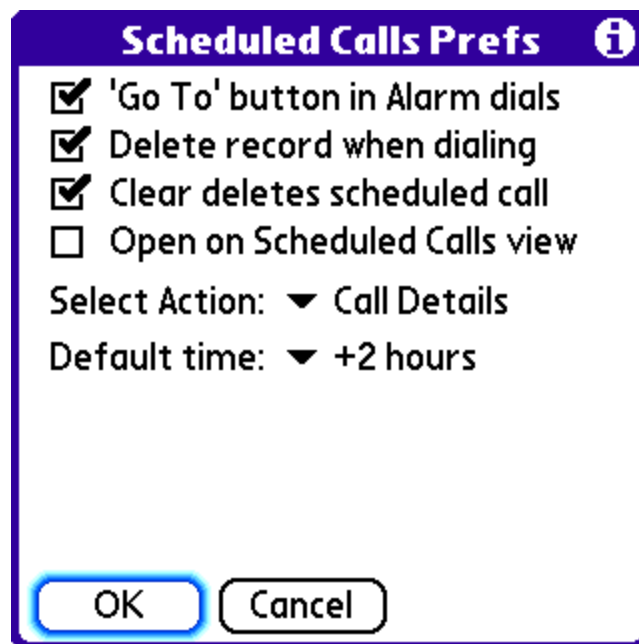 Scheduled Calls Prefs i
'Go To' button in Alarm dials
Delete record when dialing
Clear deletes scheduled call
Open on Scheduled Calls view
Select Action: Call Details
Default time: +2 hours
OK Cancel